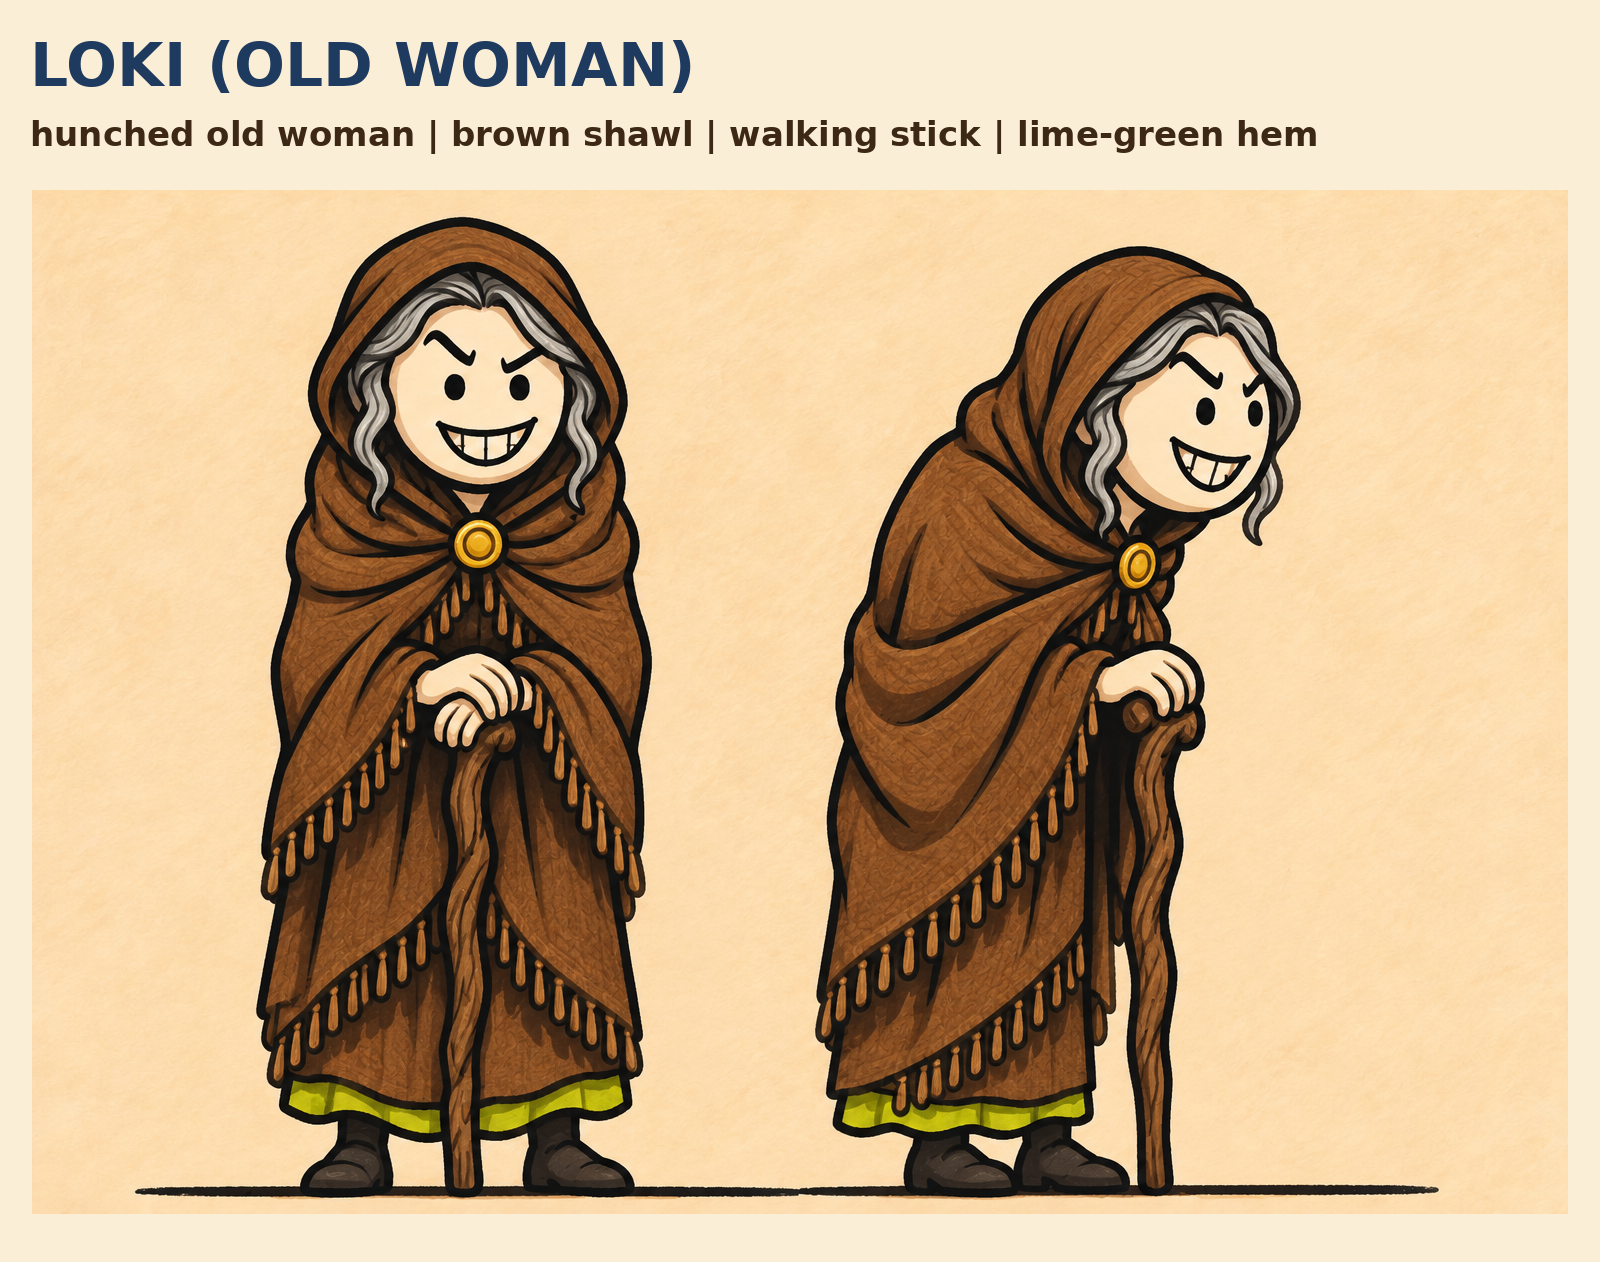 LOKI (OLD WOMAN)
hunched old woman | brown shawl | walking stick | lime-green hem